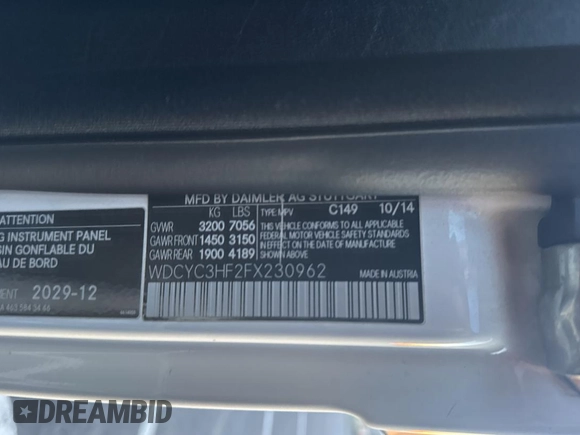 MFD BY DAIMLER AG STUTTGART
KG LBS TYPE: MPV C149 10/14
GVWR 3200 7056
GAWR FRONT 1450 3150
GAWR REAR 1900 4189
THIS VEHICLE CONFORMS TO ALL APPLICABLE
FEDERAL MOTOR VEHICLE SAFETY STANDARDS
IN EFFECT ON THE DATE OF
MANUFACTURE SHOWN ABOVE.
WDCYC3HF2FX230962 MADE IN AUSTRIA
ATTENTION
G INSTRUMENT PANEL
SIN GONFLABLE DU
AU DE BORD
MENT 2029-12
DREAMBID